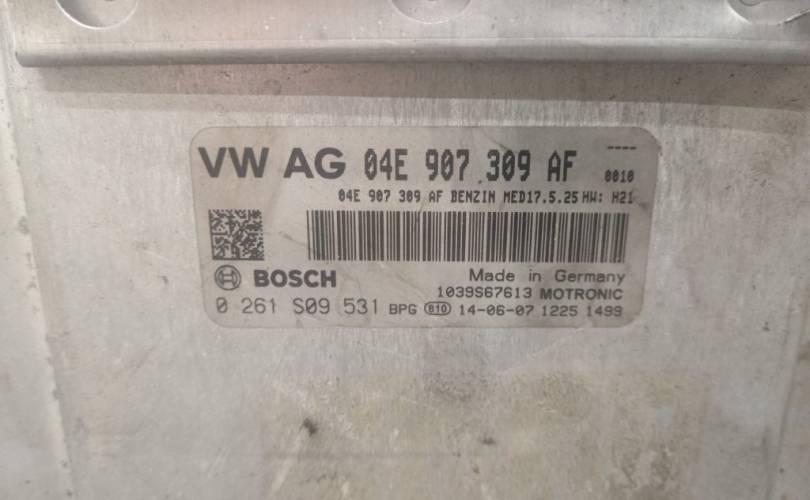 VW AG 04E 907 309 AF ----
0010
04E 907 309 AF BENZIN MED17.5.25 HW: H21
BOSCH Made in Germany
1039S67613 MOTRONIC
0 261 S09 531 BPG 810 14-06-07 1225 1499